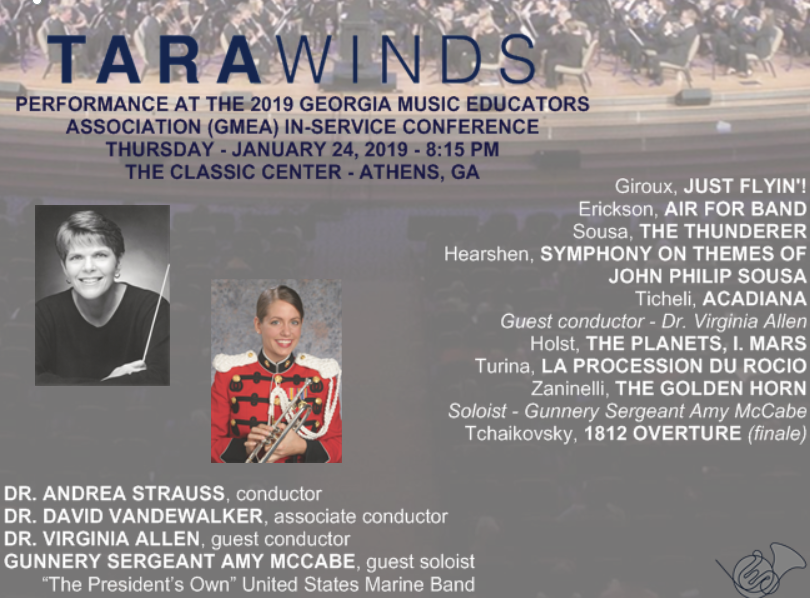 TARAWINDS
PERFORMANCE AT THE 2019 GEORGIA MUSIC EDUCATORS
ASSOCIATION (GMEA) IN-SERVICE CONFERENCE
THURSDAY - JANUARY 24, 2019 - 8:15 PM
THE CLASSIC CENTER - ATHENS, GA
Giroux, JUST FLYIN'!
Erickson, AIR FOR BAND
Sousa, THE THUNDERER
Hearshen, SYMPHONY ON THEMES OF
JOHN PHILIP SOUSA
Ticheli, ACADIANA
Guest conductor - Dr. Virginia Allen
Holst, THE PLANETS, I. MARS
Turina, LA PROCESSION DU ROCIO
Zaninelli, THE GOLDEN HORN
Soloist - Gunnery Sergeant Amy McCabe
Tchaikovsky, 1812 OVERTURE (finale)
DR. ANDREA STRAUSS, conductor
DR. DAVID VANDEWALKER, associate conductor
DR. VIRGINIA ALLEN, guest conductor
GUNNERY SERGEANT AMY MCCABE, guest soloist
“The President’s Own” United States Marine Band